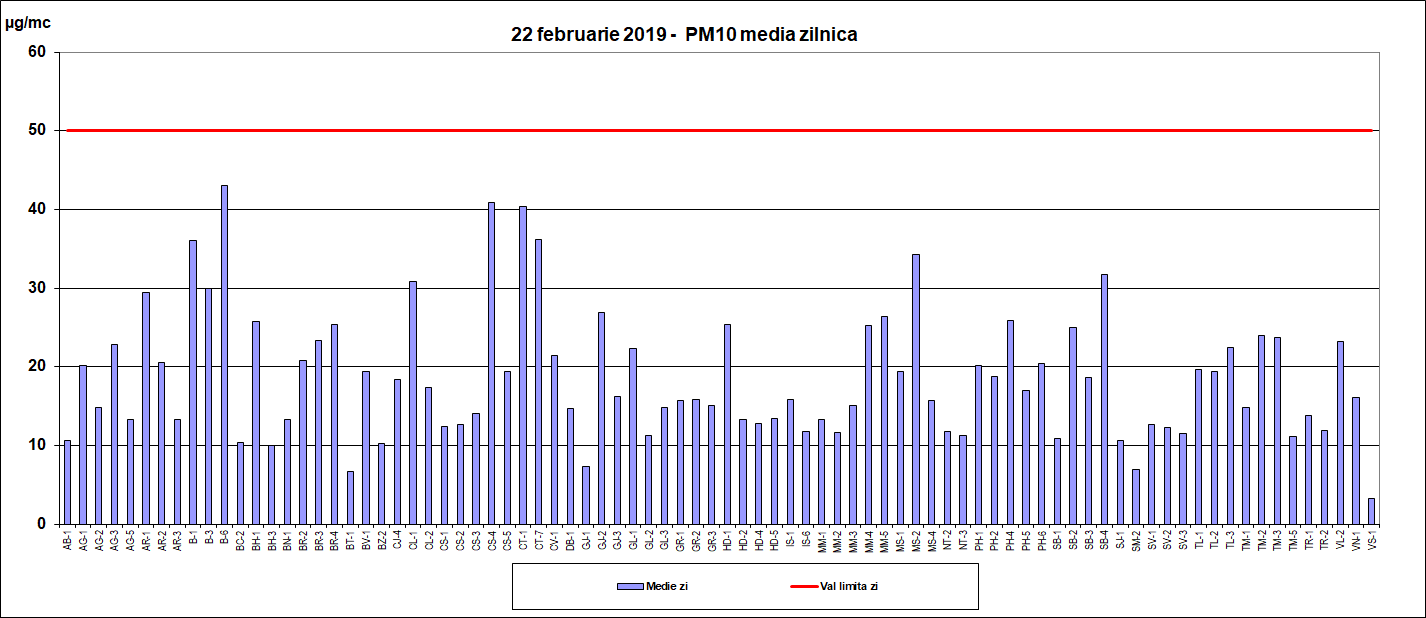 µg/mc
22 februarie 2019 - PM10 media zilnica
60
50
40
30
20
10
0
AB-1 AG-1 AG-2 AG-3 AG-5 AR-1 AR-2 AR-3 B-1 B-3 B-6 BC-2 BH-1 BH-3 BN-1 BR-2 BR-3 BR-4 BT-1 BV-1 BZ-2 CJ-4 CL-1 CL-2 CS-1 CS-2 CS-3 CS-4 CS-5 CT-1 CT-7 CV-1 DB-1 GJ-1 GJ-2 GJ-3 GL-1 GL-2 GL-3 GR-1 GR-2 GR-3 HD-1 HD-2 HD-4 HD-5 IS-1 IS-6 MM-1 MM-2 MM-3 MM-4 MM-5 MS-1 MS-2 MS-4 NT-2 NT-3 PH-1 PH-2 PH-4 PH-5 PH-6 SB-1 SB-2 SB-3 SB-4 SJ-1 SM-2 SV-1 SV-2 SV-3 TL-1 TL-2 TL-3 TM-1 TM-2 TM-3 TM-5 TR-1 TR-2 VL-2 VN-1 VS-1
Medie zi Val limita zi